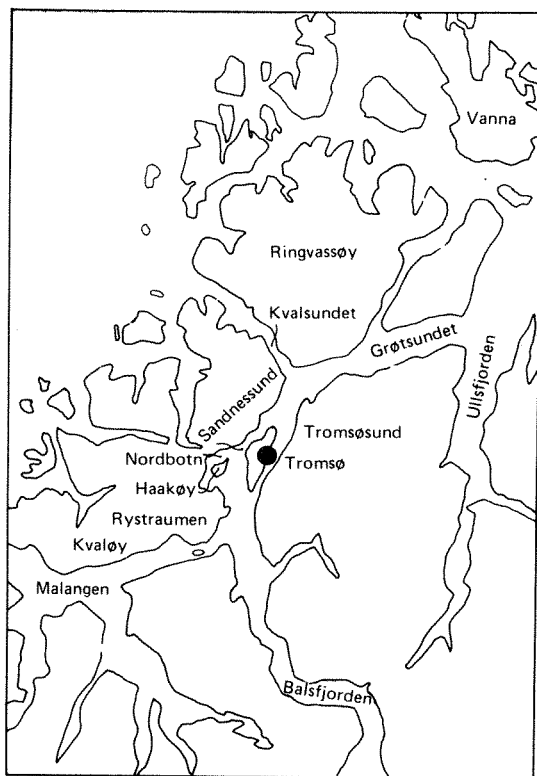 Vanna
Ringvassøy
Kvalsundet
Grøtsundet
Ullsfjorden
Sandnessund
Tromsøsund
Nordbotn
Tromsø
Haakøy
Rystraumen
Kvaløy
Malangen
Balsfjorden